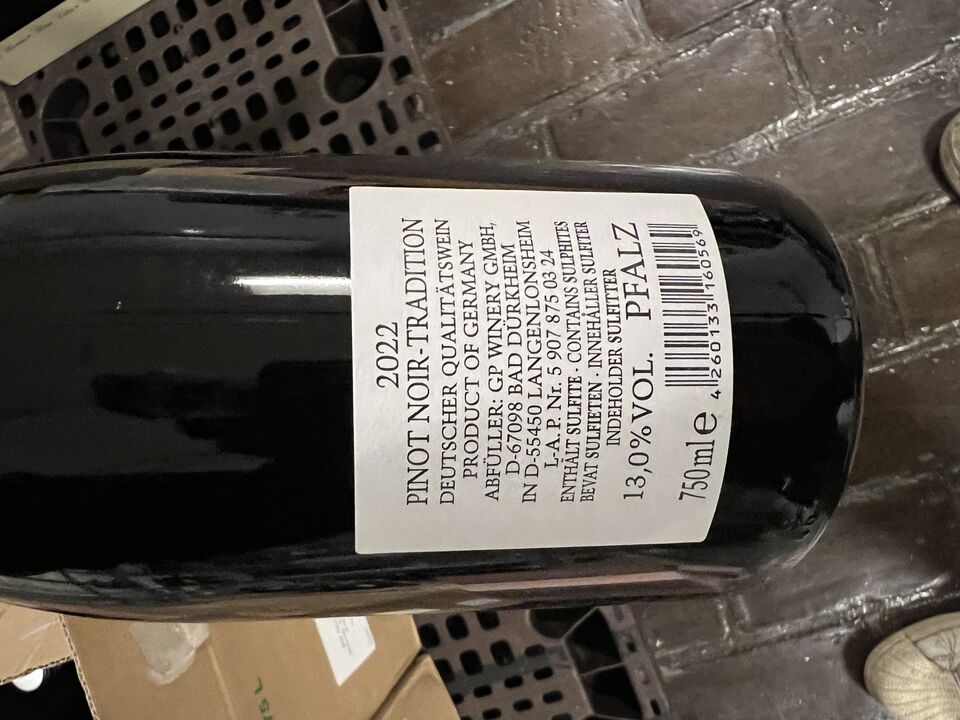 2022
PINOT NOIR-TRADITION
DEUTSCHER QUALITÄTSWEIN
PRODUCT OF GERMANY
ABFÜLLER: GP WINERY GMBH,
D-67098 BAD DÜRKHEIM
IN D-55450 LANGENLONSHEIM
L-A. P. Nr. 5 907 875 03 24
ENTHÄLT SULFITE · CONTAINS SULPHITES
BEVAT SULFIETEN · INNEHÅLLER SULFITER
INDEHOLDER SULFITTER
13,0% VOL. PFALZ
750 ml e 4 260133 160569